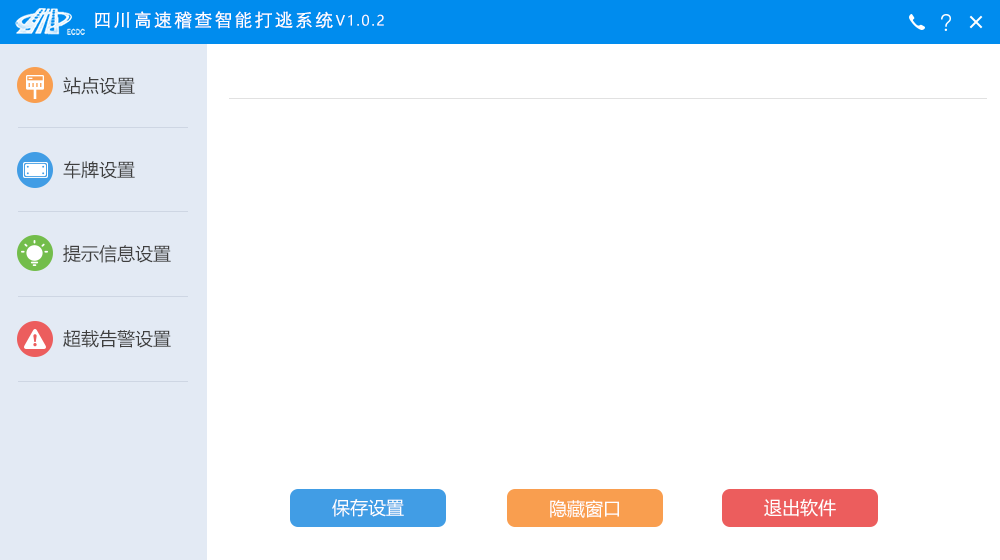 四川高速稽查智能打逃系统V1.0.2
ECDC
站点设置
车牌设置
提示信息设置
超载告警设置
保存设置
隐藏窗口
退出软件